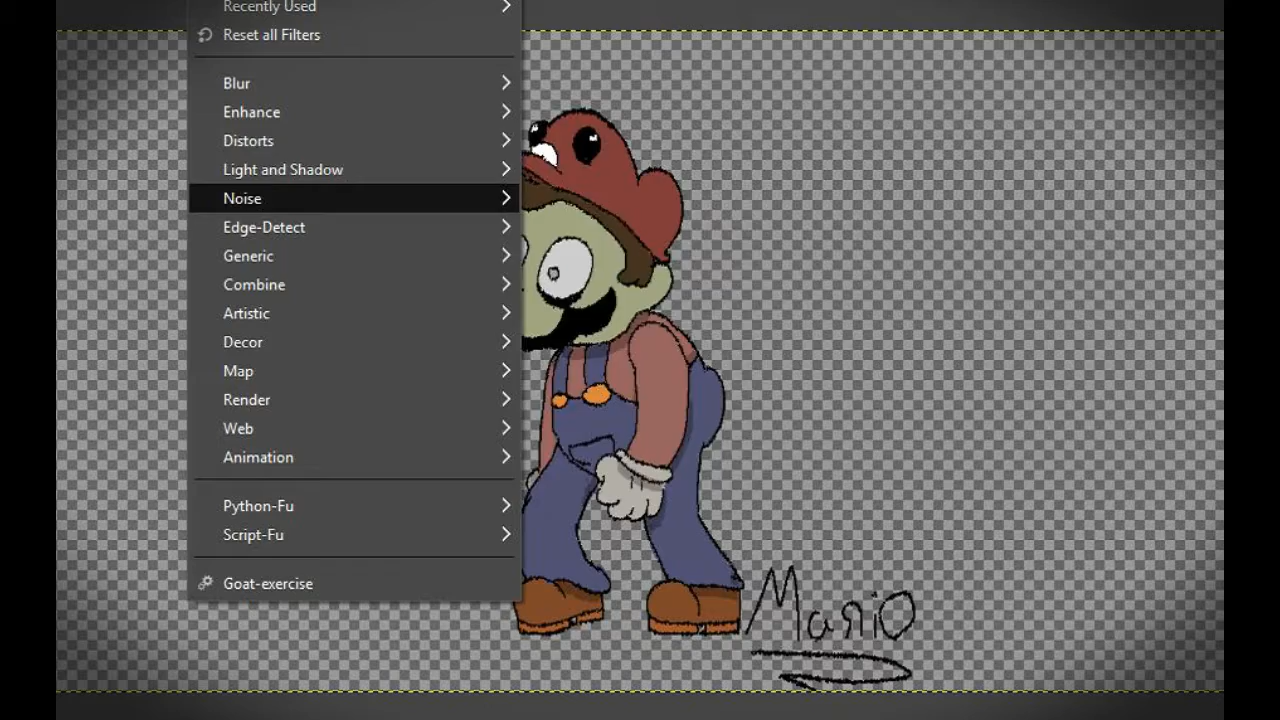 Recently Used
Reset all Filters
Blur
Enhance
Distorts
Light and Shadow
Noise
Edge-Detect
Generic
Combine
Artistic
Decor
Map
Render
Web
Animation
Python-Fu
Script-Fu
Goat-exercise
Maяio